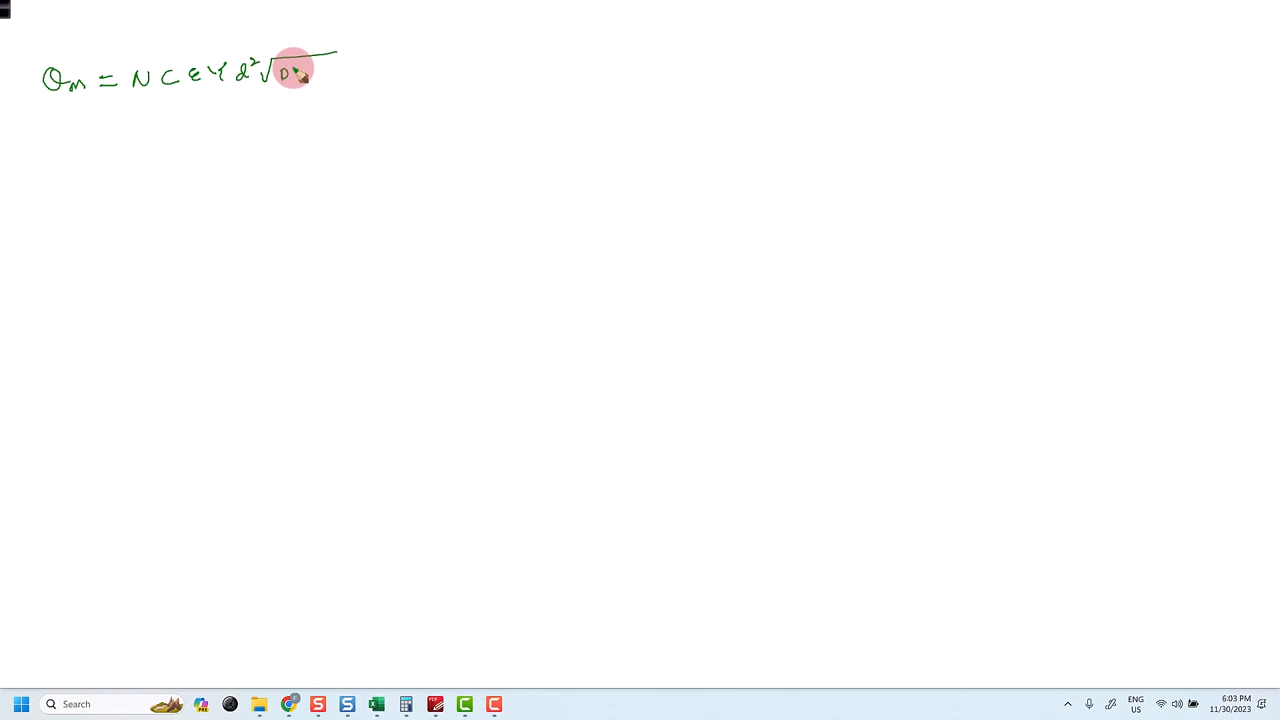 Qm = N C ε Y d² √D
Search
ENG
US
6:03 PM
11/30/2023